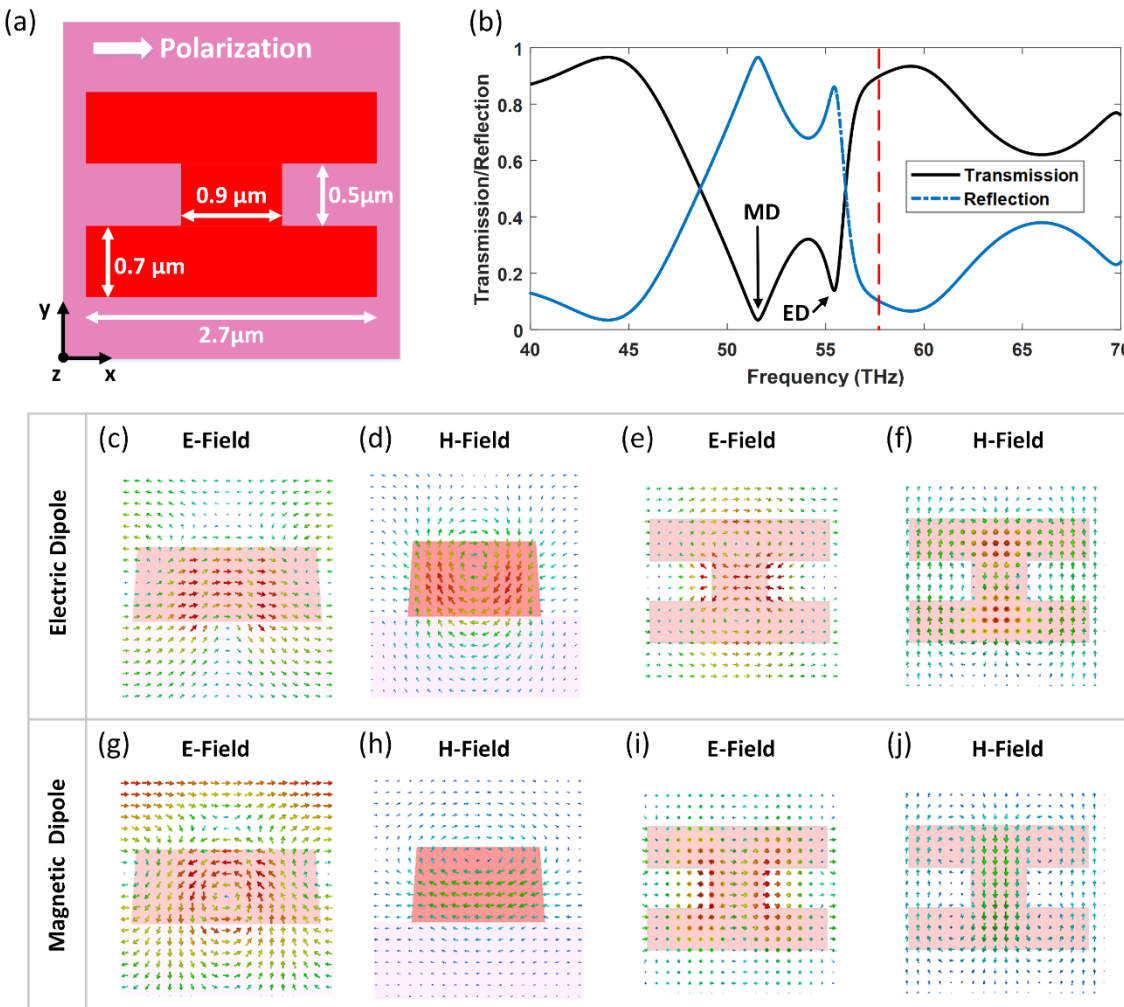 (a)
Polarization
0.9 μm
0.5μm
0.7 μm
2.7μm
y
z
x
(b)
Transmission/Reflection
1
0.8
0.6
0.4
0.2
0
MD
ED
Transmission
Reflection
40
45
50
55
60
65
70
Frequency (THz)
Electric Dipole
(c)
E-Field
(d)
H-Field
(e)
E-Field
(f)
H-Field
Magnetic Dipole
(g)
E-Field
(h)
H-Field
(i)
E-Field
(j)
H-Field